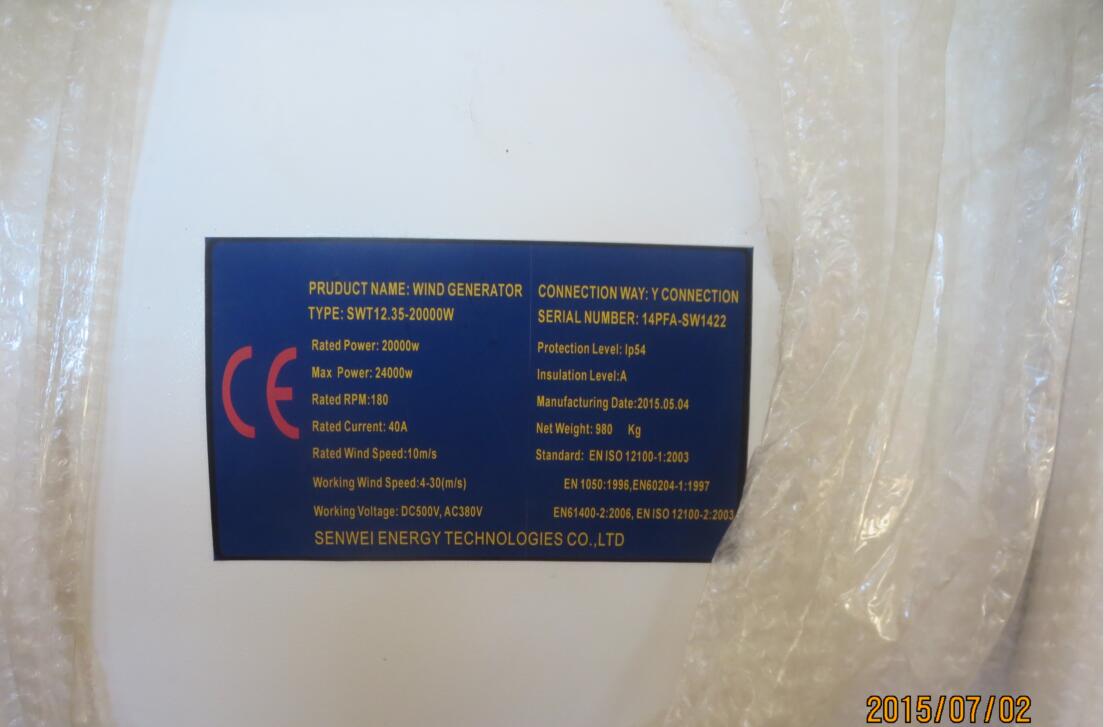 PRUDUCT NAME: WIND GENERATOR
TYPE: SWT12.35-20000W
Rated Power: 20000w
Max Power: 24000w
Rated RPM:180
Rated Current: 40A
Rated Wind Speed:10m/s
Working Wind Speed:4-30(m/s)
Working Voltage: DC500V, AC380V
CONNECTION WAY: Y CONNECTION
SERIAL NUMBER: 14PFA-SW1422
Protection Level: Ip54
Insulation Level:A
Manufacturing Date:2015.05.04
Net Weight: 980 Kg
Standard: EN ISO 12100-1:2003
EN 1050:1996,EN60204-1:1997
EN61400-2:2006, EN ISO 12100-2:2003
SENWEI ENERGY TECHNOLOGIES CO.,LTD
CE
2015/07/02